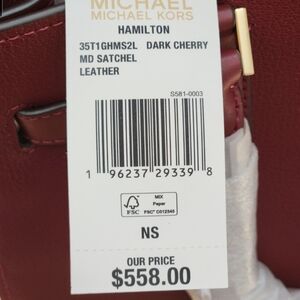 MICHAEL
MICHAEL KORS
HAMILTON
35T1GHMS2L DARK CHERRY
MD SATCHEL
LEATHER
S581-0003
1 96237 29339 8
FSC
MIX
Paper
FSC® C012345
NS
OUR PRICE
$558.00